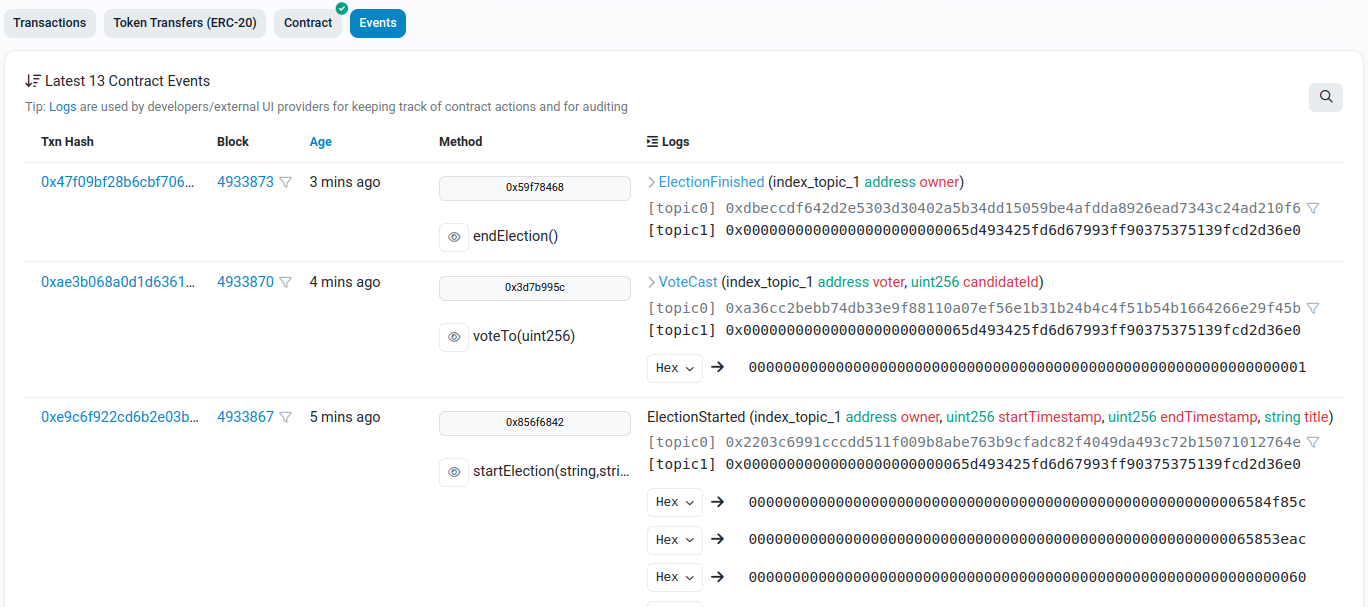 Transactions
Token Transfers (ERC-20)
Contract
Events
Latest 13 Contract Events
Tip: Logs are used by developers/external UI providers for keeping track of contract actions and for auditing
Txn Hash Block Age Method Logs
0x47f09bf28b6cbf706... 4933873 3 mins ago 0x59f78468 ElectionFinished (index_topic_1 address owner)
[topic0] 0xdbeccdf642d2e5303d30402a5b34dd15059be4afdda8926ead7343c24ad210f6
[topic1] 0x00000000000000000000000065d493425fd6d67993ff90375375139fcd2d36e0
endElection()
0xae3b068a0d1d6361... 4933870 4 mins ago 0x3d7b995c VoteCast (index_topic_1 address voter, uint256 candidateId)
[topic0] 0xa36cc2bebb74db33e9f88110a07ef56e1b31b24b4c4f51b54b1664266e29f45b
[topic1] 0x00000000000000000000000065d493425fd6d67993ff90375375139fcd2d36e0
voteTo(uint256)
Hex 0000000000000000000000000000000000000000000000000000000000000001
0xe9c6f922cd6b2e03b... 4933867 5 mins ago 0x856f6842 ElectionStarted (index_topic_1 address owner, uint256 startTimestamp, uint256 endTimestamp, string title)
[topic0] 0x2203c6991cccdd511f009b8abe763b9cfadc82f4049da493c72b15071012764e
[topic1] 0x00000000000000000000000065d493425fd6d67993ff90375375139fcd2d36e0
startElection(string,stri...
Hex 000000000000000000000000000000000000000000000000000000006584f85c
Hex 0000000000000000000000000000000000000000000000000000000065853eac
Hex 0000000000000000000000000000000000000000000000000000000000000060